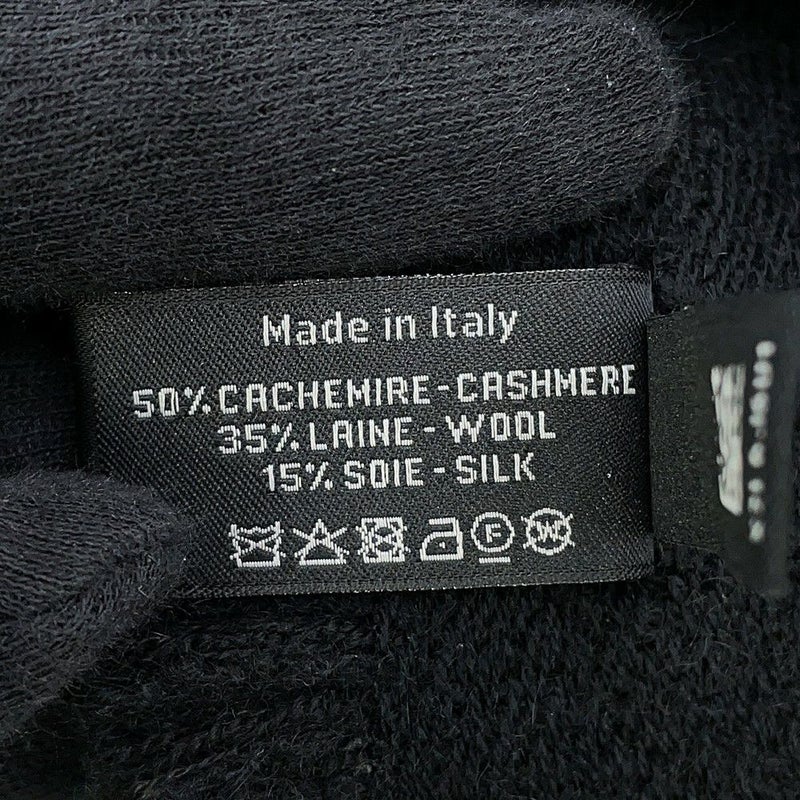 Made in Italy
50% CACHEMIRE-CASHMERE
35% LAINE - WOOL
15% SOIE - SILK
F
W